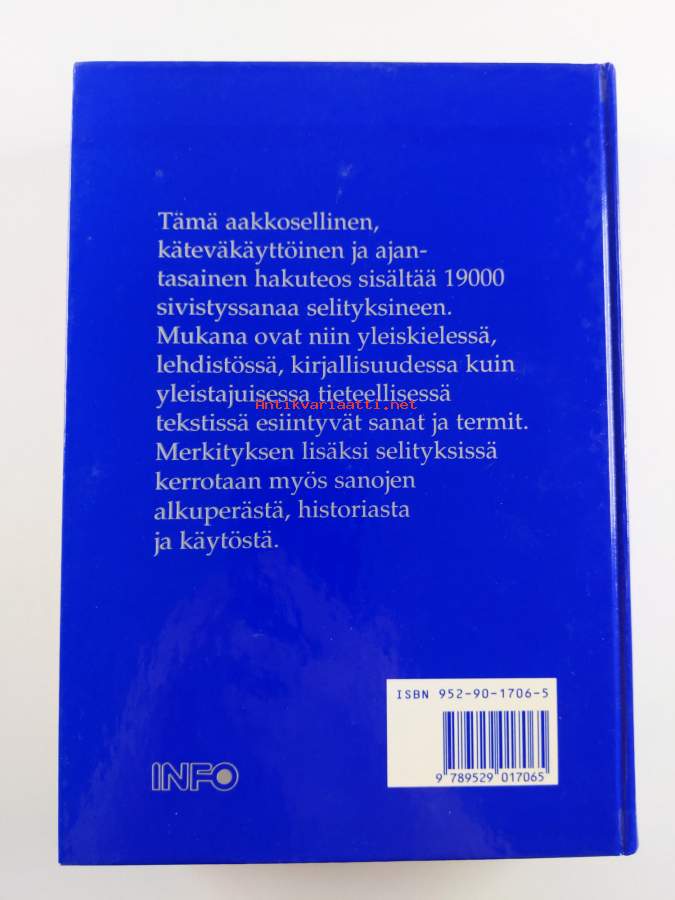 Tämä aakkosellinen,
käteväkäyttöinen ja ajan-
tasainen hakuteos sisältää 19000
sivistyssanaa selityksineen.
Mukana ovat niin yleiskielessä,
lehdistössä, kirjallisuudessa kuin
yleistajuisessa tieteellisessä
Antikvariaatti.net
tekstissä esiintyvät sanat ja termit.
Merkityksen lisäksi selityksissä
kerrotaan myös sanojen
alkuperästä, historiasta
ja käytöstä.
ISBN 952-90-1706-5
9 789529 017065
INFO